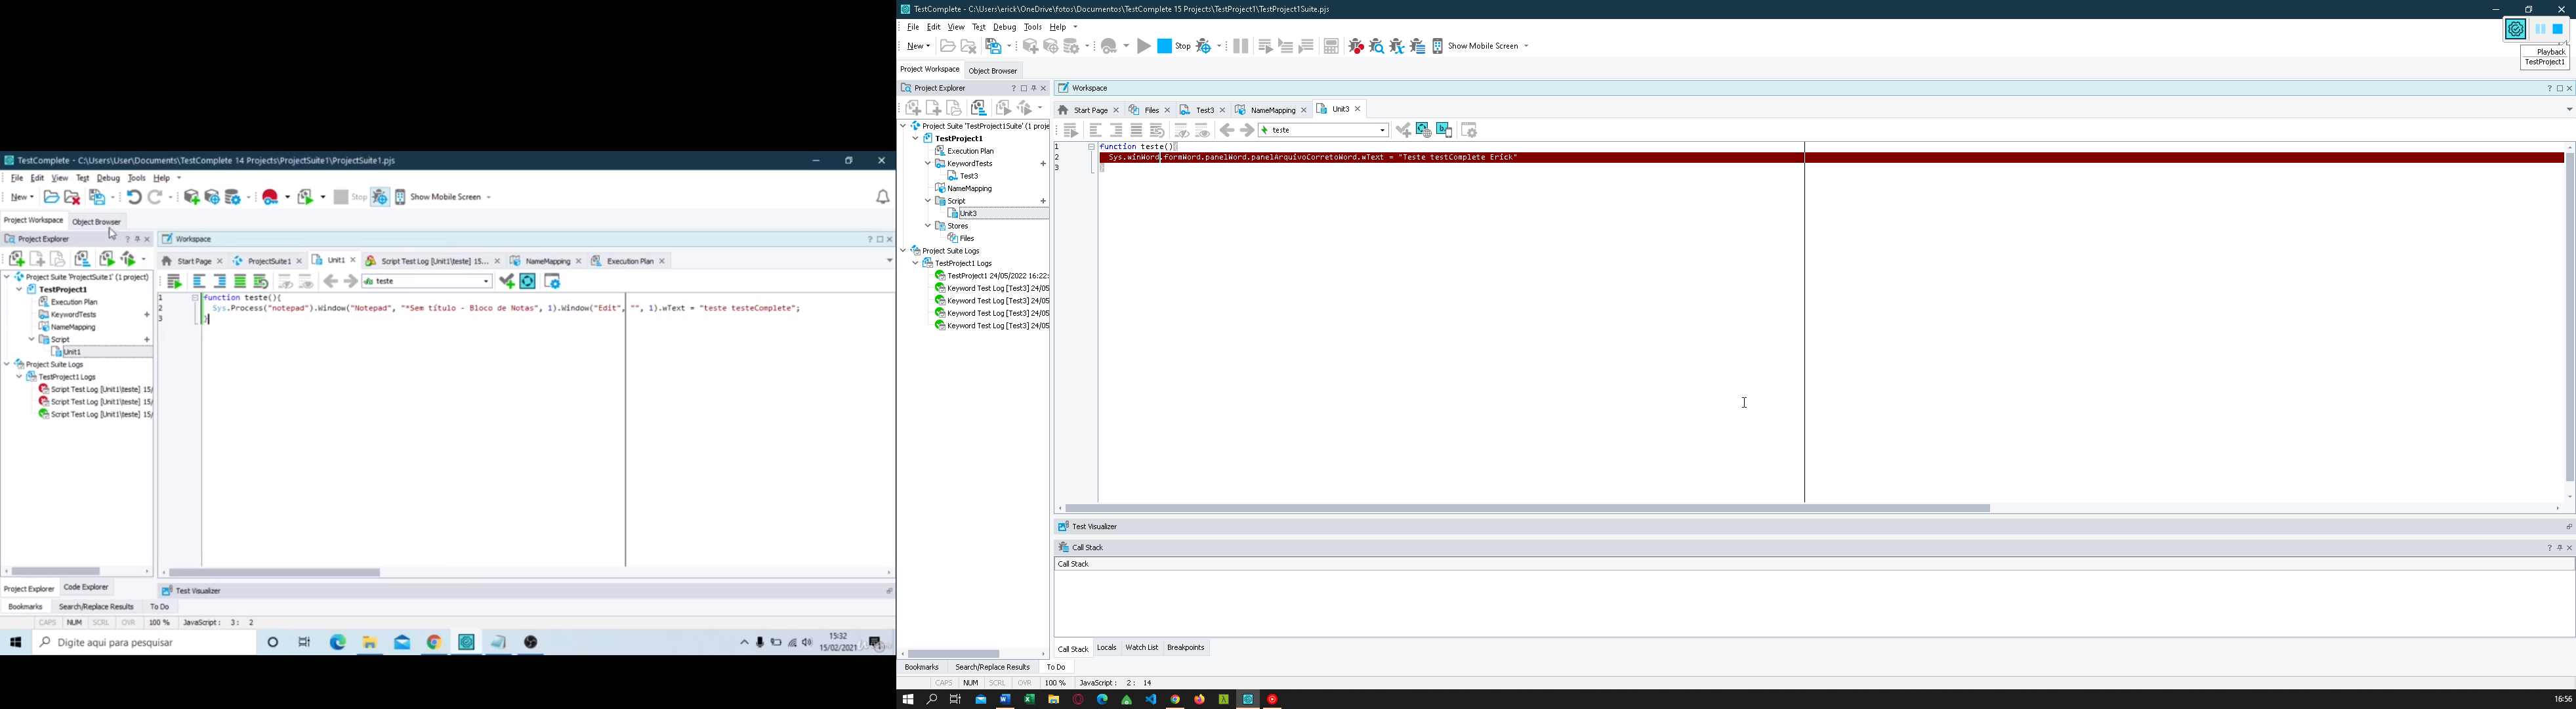 TestComplete - C:\Users\User\Documents\TestComplete 14 Projects\ProjectSuite1\ProjectSuite1.pjs
File Edit View Test Debug Tools Help
New Stop Show Mobile Screen
Project Workspace Object Browser
Project Explorer
Workspace
Start Page ProjectSuite1 Unit1 Script Test Log [Unit1\teste] 15... NameMapping Execution Plan
teste
Project Suite 'ProjectSuite1' (1 project)
TestProject1
Execution Plan
KeywordTests
NameMapping
Script
Unit1
Project Suite Logs
TestProject1 Logs
Script Test Log [Unit1\teste] 15/
Script Test Log [Unit1\teste] 15/
Script Test Log [Unit1\teste] 15/
1 function teste(){
2 Sys.Process("notepad").Window("Notepad", "*Sem título - Bloco de Notas", 1).Window("Edit", "", 1).wText = "teste testeComplete";
3 }
Project Explorer Code Explorer
Test Visualizer
Bookmarks Search/Replace Results To Do
CAPS NUM SCRL OVR 100 % JavaScript: 3: 2
Digite aqui para pesquisar
15:32
15/02/2021
TestComplete - C:\Users\erick\OneDrive\fotos\Documentos\TestComplete 15 Projects\TestProject1\TestProject1Suite.pjs
File Edit View Test Debug Tools Help
New Stop Show Mobile Screen
Playback
TestProject1
Project Workspace Object Browser
Project Explorer
Workspace
Start Page Files Test3 NameMapping Unit3
teste
Project Suite 'TestProject1Suite' (1 proje
TestProject1
Execution Plan
KeywordTests
Test3
NameMapping
Script
Unit3
Stores
Files
Project Suite Logs
TestProject1 Logs
TestProject1 24/05/2022 16:22:
Keyword Test Log [Test3] 24/05
Keyword Test Log [Test3] 24/05
Keyword Test Log [Test3] 24/05
Keyword Test Log [Test3] 24/05
1 function teste(){
2 Sys.winWord.formWord.panelWord.panelArquivoCorretoWord.wText = "Teste testComplete Erick"
3 }
Test Visualizer
Call Stack
Call Stack
Call Stack Locals Watch List Breakpoints
Bookmarks Search/Replace Results To Do
CAPS NUM SCRL OVR 100 % JavaScript: 2: 14
16:56